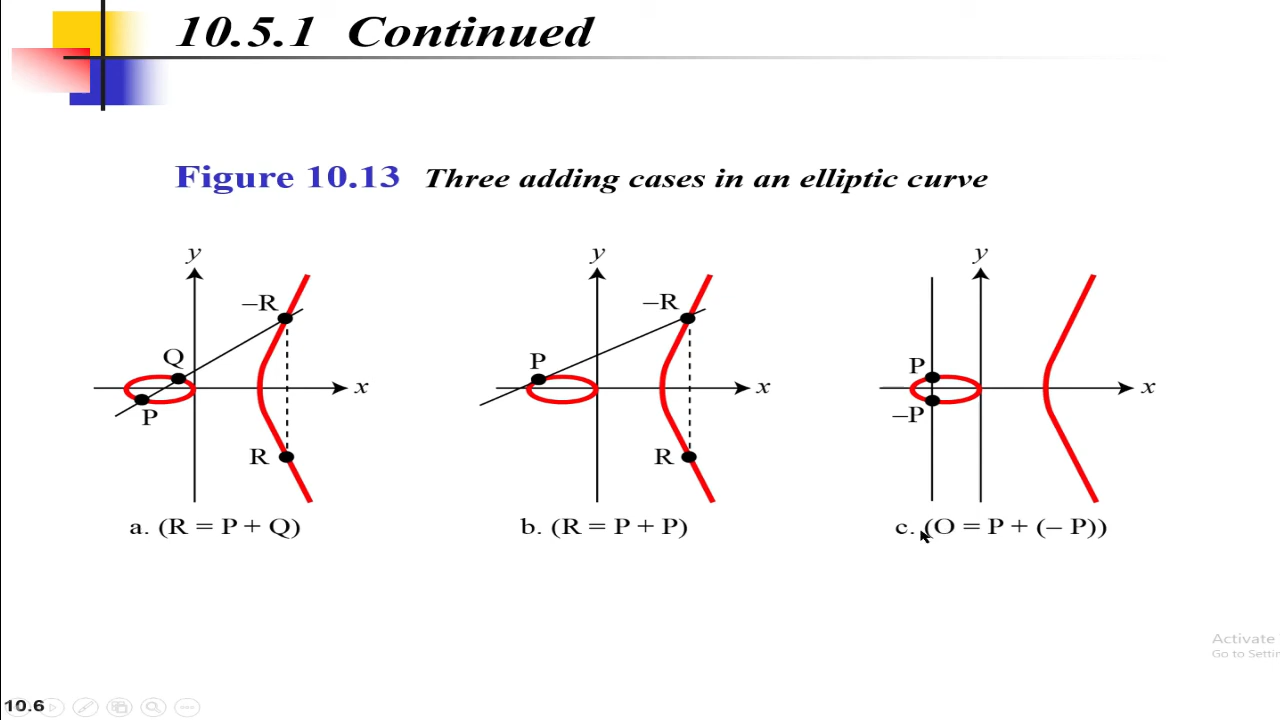 10.5.1 Continued
Figure 10.13 Three adding cases in an elliptic curve
y
–R
Q
P
x
R
a. (R = P + Q)
y
–R
P
x
R
b. (R = P + P)
y
P
–P
x
c. (O = P + (– P))
Activate
Go to Settin
10.6